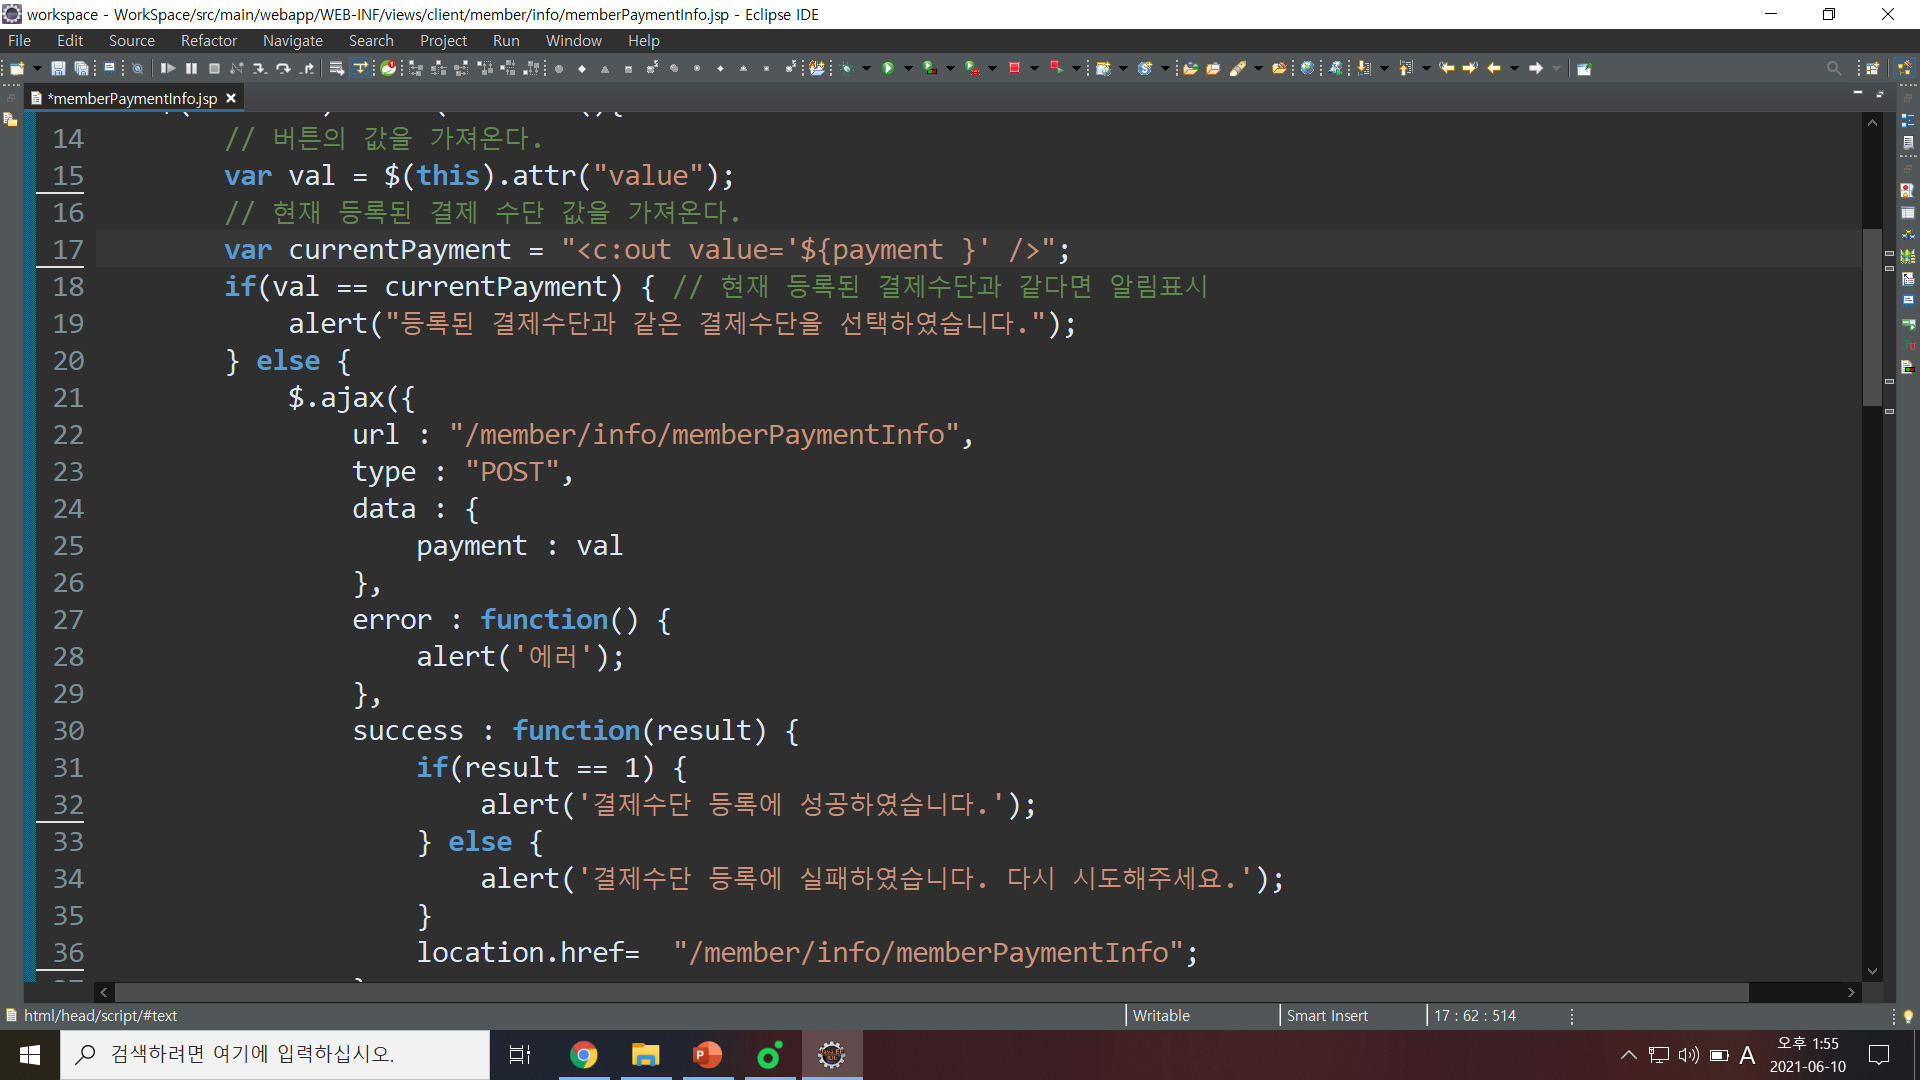 workspace - WorkSpace/src/main/webapp/WEB-INF/views/client/member/info/memberPaymentInfo.jsp - Eclipse IDE
File Edit Source Refactor Navigate Search Project Run Window Help
*memberPaymentInfo.jsp
14 // 버튼의 값을 가져온다.
15 var val = $(this).attr("value");
16 // 현재 등록된 결제 수단 값을 가져온다.
17 var currentPayment = "<c:out value='${payment }' />";
18 if(val == currentPayment) { // 현재 등록된 결제수단과 같다면 알림표시
19 alert("등록된 결제수단과 같은 결제수단을 선택하였습니다.");
20 } else {
21 $.ajax({
22 url : "/member/info/memberPaymentInfo",
23 type : "POST",
24 data : {
25 payment : val
26 },
27 error : function() {
28 alert('에러');
29 },
30 success : function(result) {
31 if(result == 1) {
32 alert('결제수단 등록에 성공하였습니다.');
33 } else {
34 alert('결제수단 등록에 실패하였습니다. 다시 시도해주세요.');
35 }
36 location.href=  "/member/info/memberPaymentInfo";
html/head/script/#text
Writable
Smart Insert
17 : 62 : 514
검색하려면 여기에 입력하십시오.
A
오후 1:55
2021-06-10